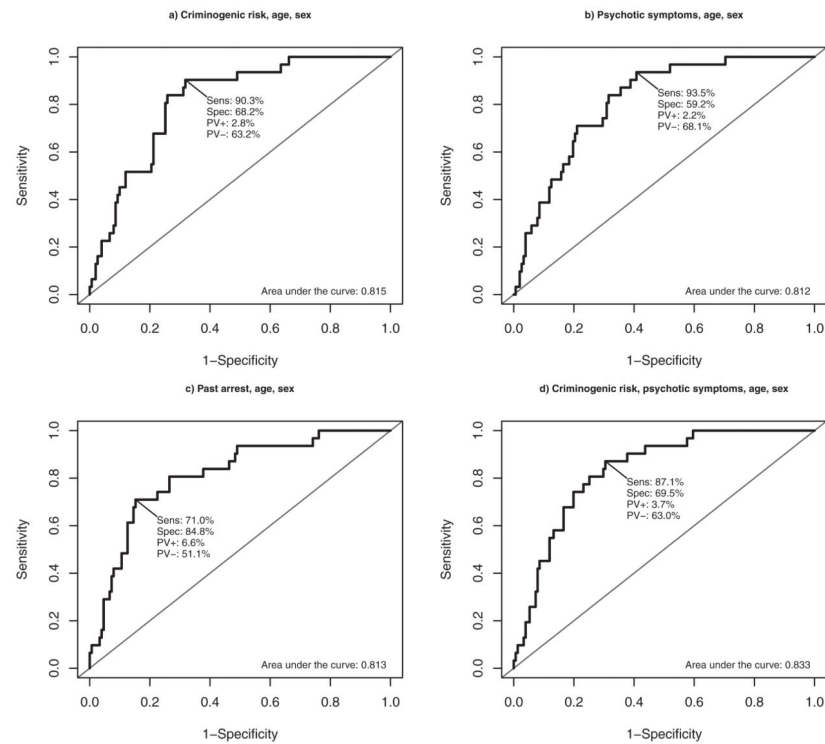 a) Criminogenic risk, age, sex
1.0
0.8
0.6
0.4
0.2
0.0
Sensitivity
Sens: 90.3%
Spec: 68.2%
PV+: 2.8%
PV−: 63.2%
Area under the curve: 0.815
0.0 0.2 0.4 0.6 0.8 1.0
1−Specificity
b) Psychotic symptoms, age, sex
1.0
0.8
0.6
0.4
0.2
0.0
Sensitivity
Sens: 93.5%
Spec: 59.2%
PV+: 2.2%
PV−: 68.1%
Area under the curve: 0.812
0.0 0.2 0.4 0.6 0.8 1.0
1−Specificity
c) Past arrest, age, sex
1.0
0.8
0.6
0.4
0.2
0.0
Sensitivity
Sens: 71.0%
Spec: 84.8%
PV+: 6.6%
PV−: 51.1%
Area under the curve: 0.813
0.0 0.2 0.4 0.6 0.8 1.0
1−Specificity
d) Criminogenic risk, psychotic symptoms, age, sex
1.0
0.8
0.6
0.4
0.2
0.0
Sensitivity
Sens: 87.1%
Spec: 69.5%
PV+: 3.7%
PV−: 63.0%
Area under the curve: 0.833
0.0 0.2 0.4 0.6 0.8 1.0
1−Specificity